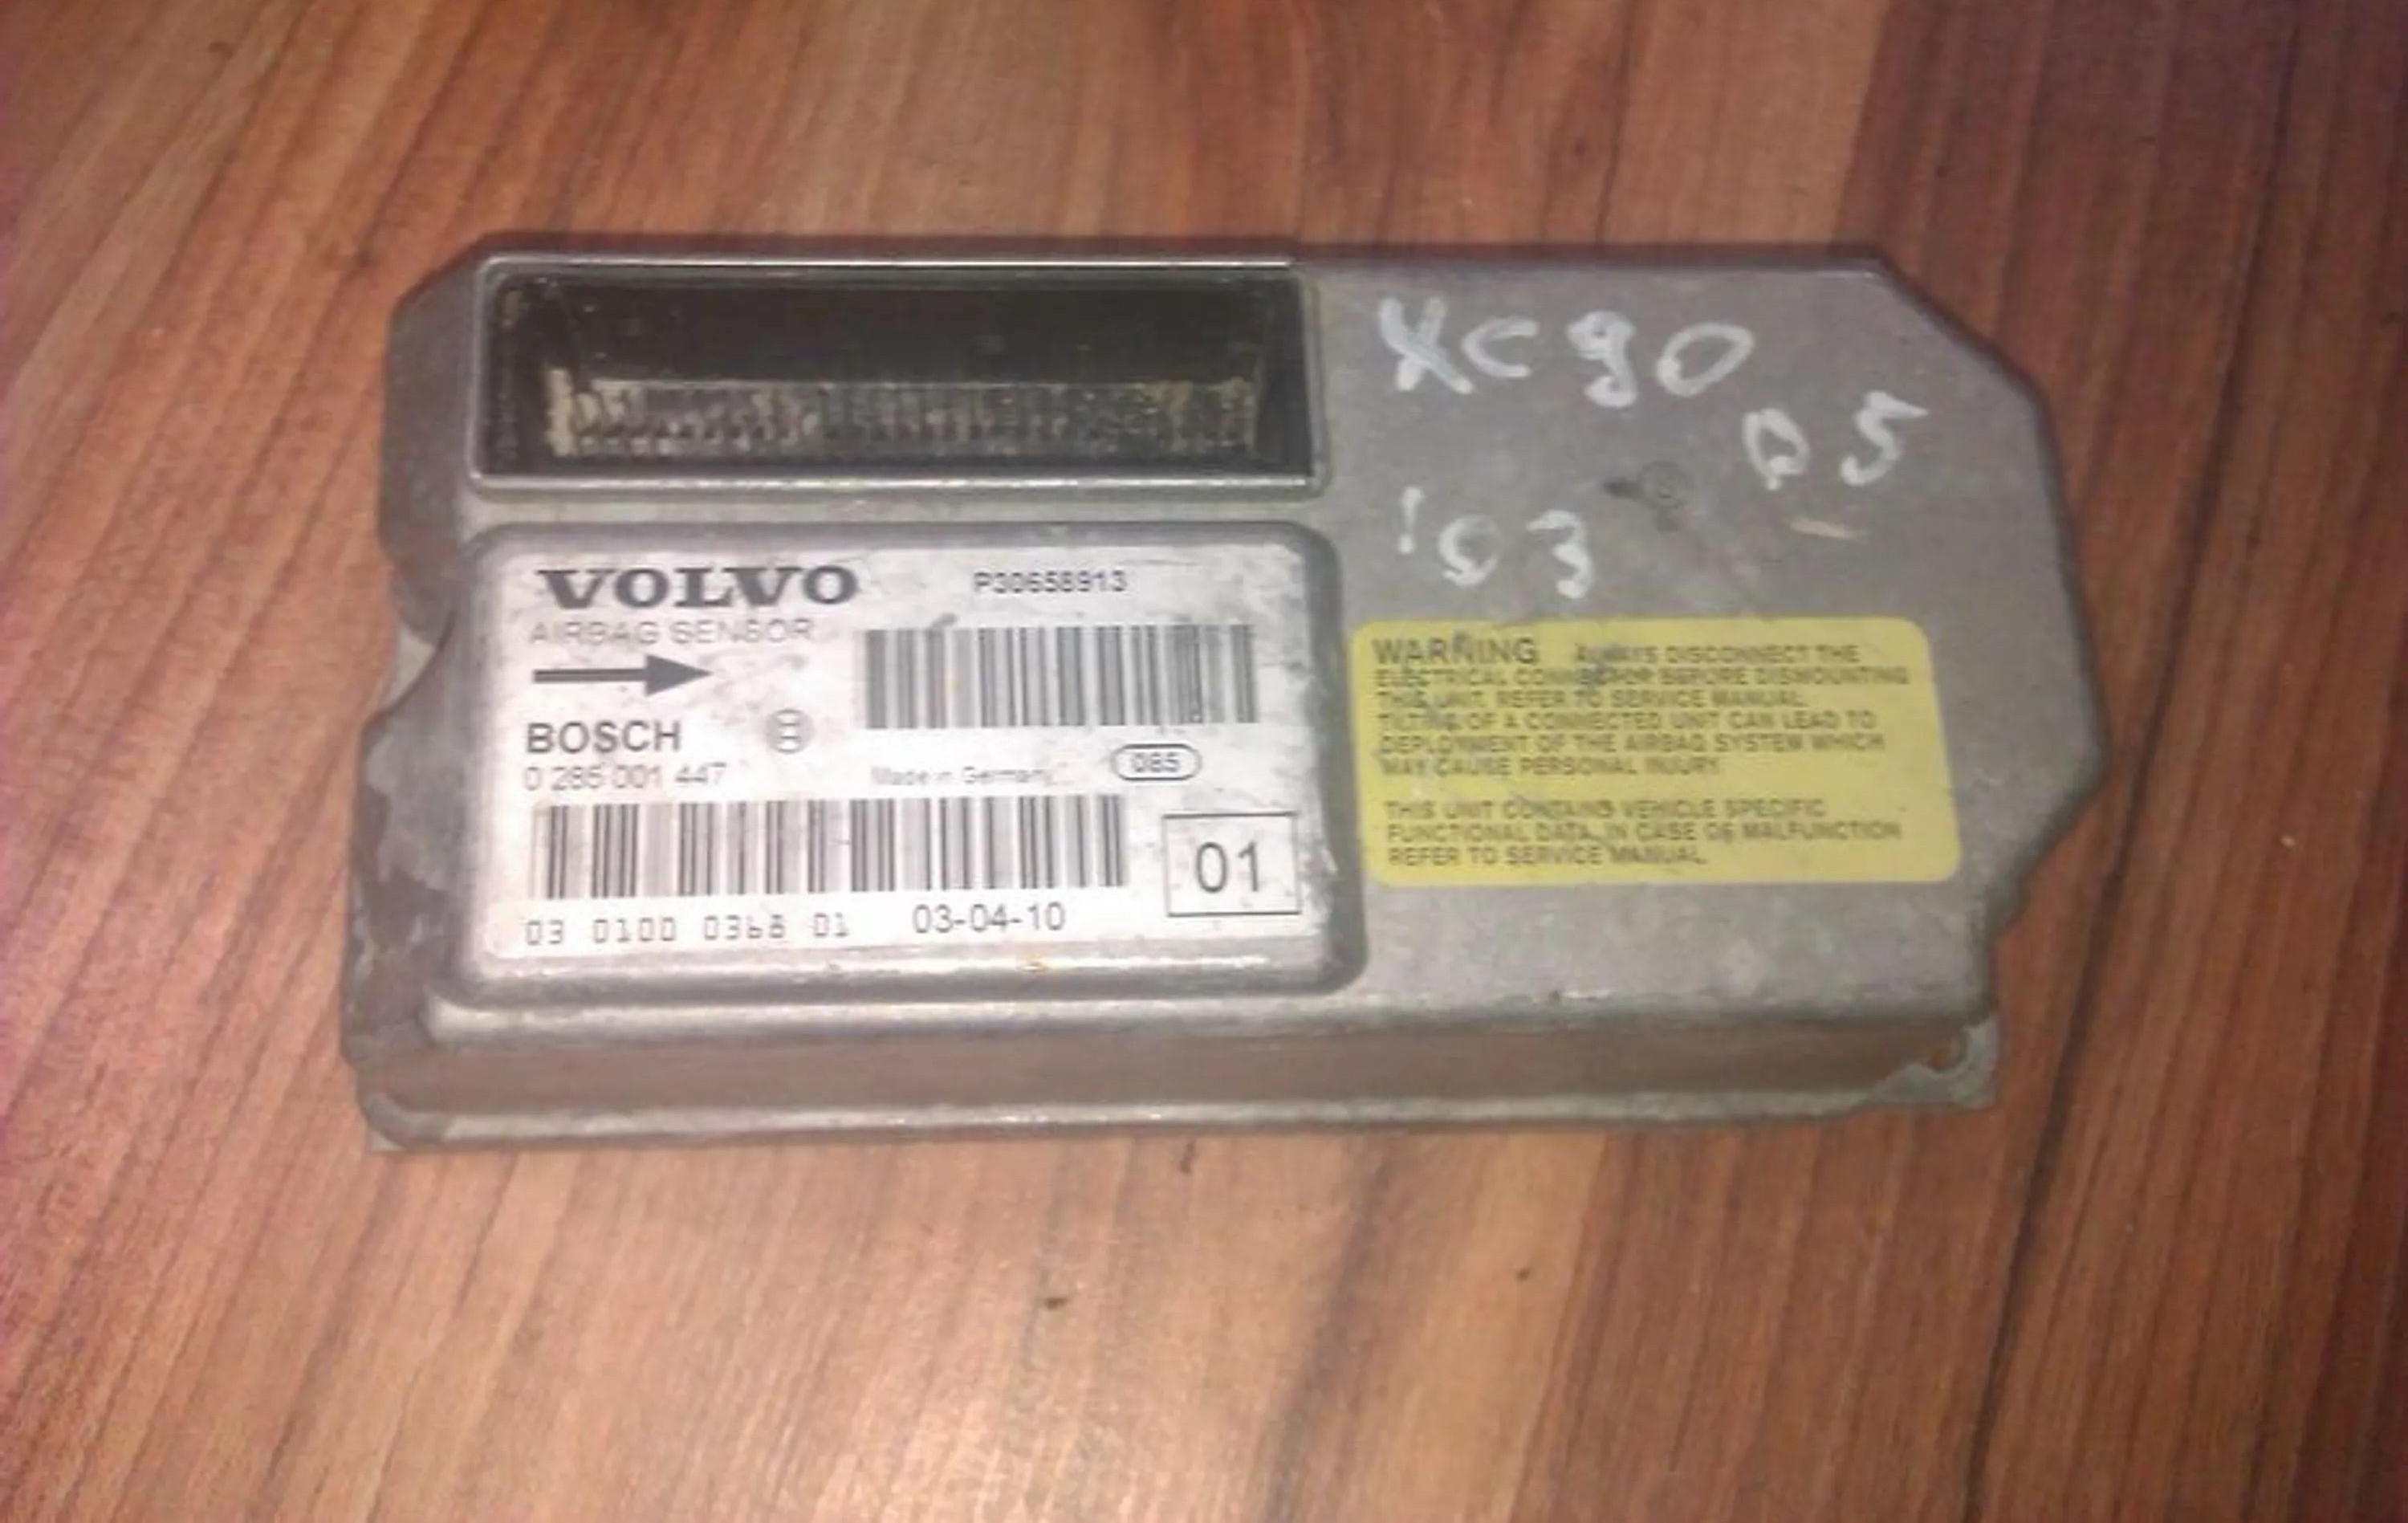 XC90
D5
'03
VOLVO
P30658913
AIRBAG SENSOR
BOSCH
0 285 001 447
Made in Germany
085
01
03 0100 0368 01
03-04-10
WARNING ALWAYS DISCONNECT THE
ELECTRICAL CONNECTOR BEFORE DISMOUNTING
THIS UNIT. REFER TO SERVICE MANUAL.
TILTING OF A CONNECTED UNIT CAN LEAD TO
DEPLOYMENT OF THE AIRBAG SYSTEM WHICH
MAY CAUSE PERSONAL INJURY.
THIS UNIT CONTAINS VEHICLE SPECIFIC
FUNCTIONAL DATA, IN CASE OF MALFUNCTION
REFER TO SERVICE MANUAL.